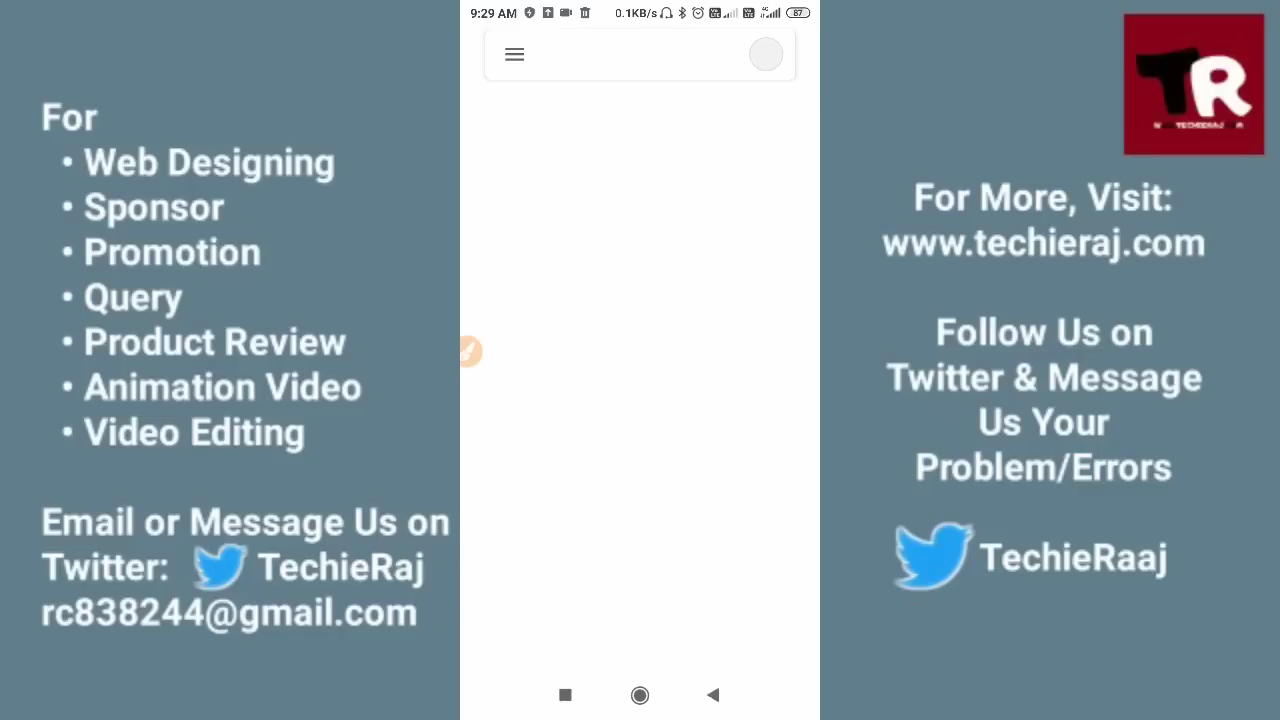 9:29 AM
0.1KB/s
87
For
• Web Designing
• Sponsor
• Promotion
• Query
• Product Review
• Animation Video
• Video Editing
Email or Message Us on
Twitter: TechieRaj
rc838244@gmail.com
TR
For More, Visit:
www.techieraj.com
Follow Us on
Twitter & Message
Us Your
Problem/Errors
TechieRaaj